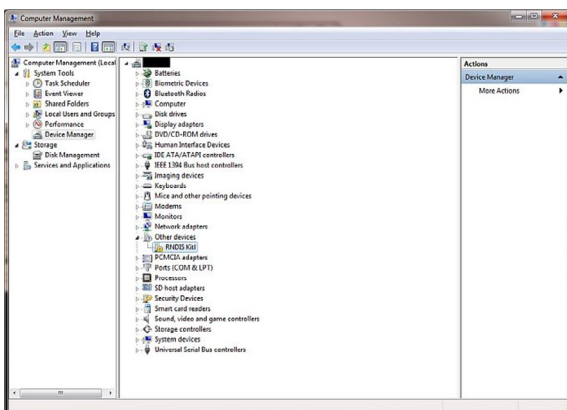 Computer Management
File Action View Help
Computer Management (Local
System Tools
Task Scheduler
Event Viewer
Shared Folders
Local Users and Groups
Performance
Device Manager
Storage
Disk Management
Services and Applications
Batteries
Biometric Devices
Bluetooth Radios
Computer
Disk drives
Display adapters
DVD/CD-ROM drives
Human Interface Devices
IDE ATA/ATAPI controllers
IEEE 1394 Bus host controllers
Imaging devices
Keyboards
Mice and other pointing devices
Modems
Monitors
Network adapters
Other devices
RNDIS Kitl
PCMCIA adapters
Ports (COM & LPT)
Processors
SD host adapters
Security Devices
Smart card readers
Sound, video and game controllers
Storage controllers
System devices
Universal Serial Bus controllers
Actions
Device Manager
More Actions